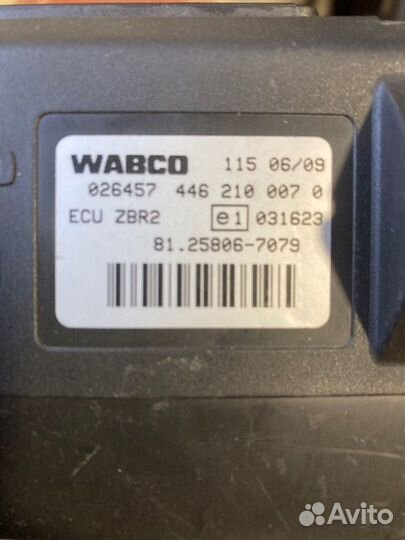 WABCO 115 06/09
026457 446 210 007 0
ECU ZBR2 e1 031623
81.25806-7079
Avito